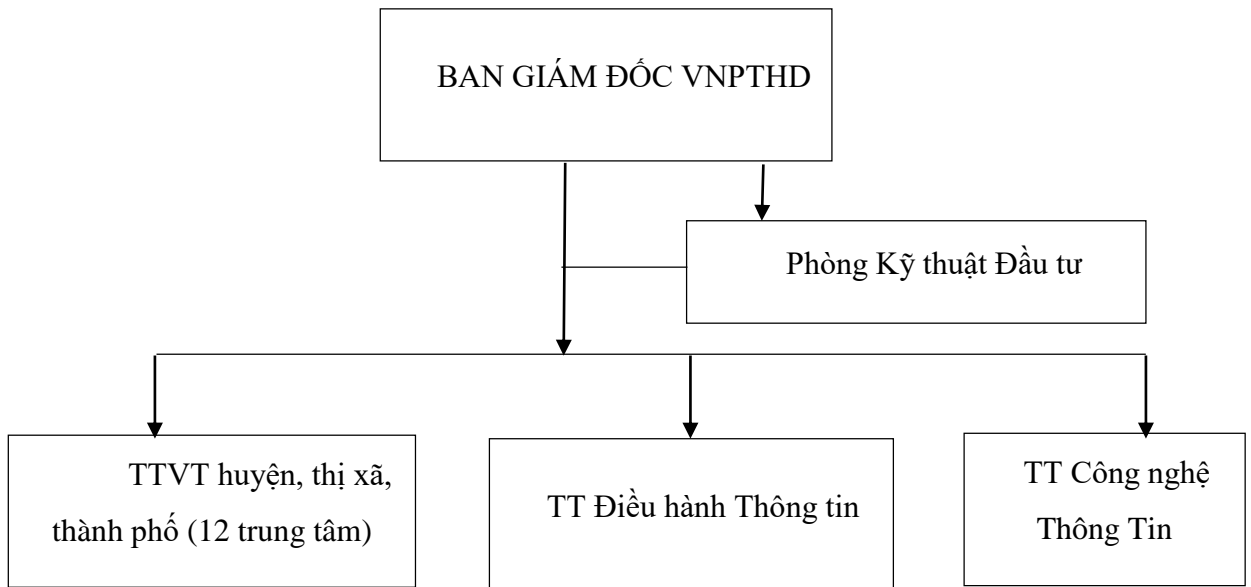 BAN GIÁM ĐỐC VNPTHD
Phòng Kỹ thuật Đầu tư
TTVT huyện, thị xã,
thành phố (12 trung tâm)
TT Điều hành Thông tin
TT Công nghệ
Thông Tin